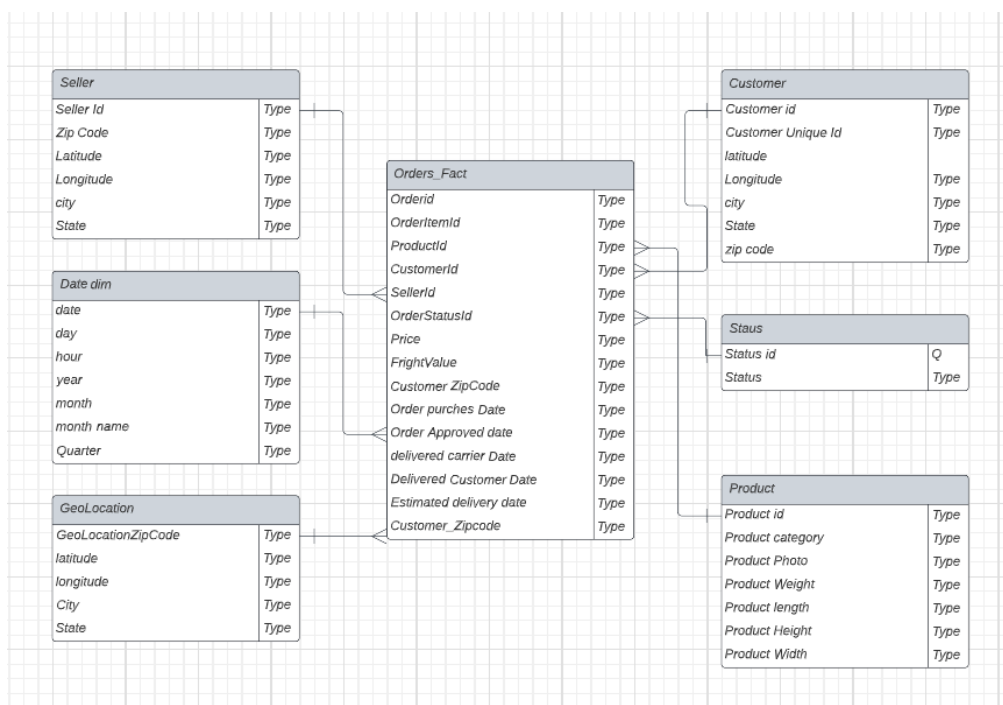 Seller
Seller Id Type
Zip Code Type
Latitude Type
Longitude Type
city Type
State Type
Date dim
date Type
day Type
hour Type
year Type
month Type
month name Type
Quarter Type
GeoLocation
GeoLocationZipCode Type
latitude Type
longitude Type
City Type
State Type
Orders_Fact
Orderid Type
OrderItemId Type
ProductId Type
CustomerId Type
SellerId Type
OrderStatusId Type
Price Type
FrightValue Type
Customer ZipCode Type
Order purches Date Type
Order Approved date Type
delivered carrier Date Type
Delivered Customer Date Type
Estimated delivery date Type
Customer_Zipcode Type
Customer
Customer id Type
Customer Unique Id Type
latitude
Longitude Type
city Type
State Type
zip code Type
Staus
Status id Q
Status Type
Product
Product id Type
Product category Type
Product Photo Type
Product Weight Type
Product length Type
Product Height Type
Product Width Type